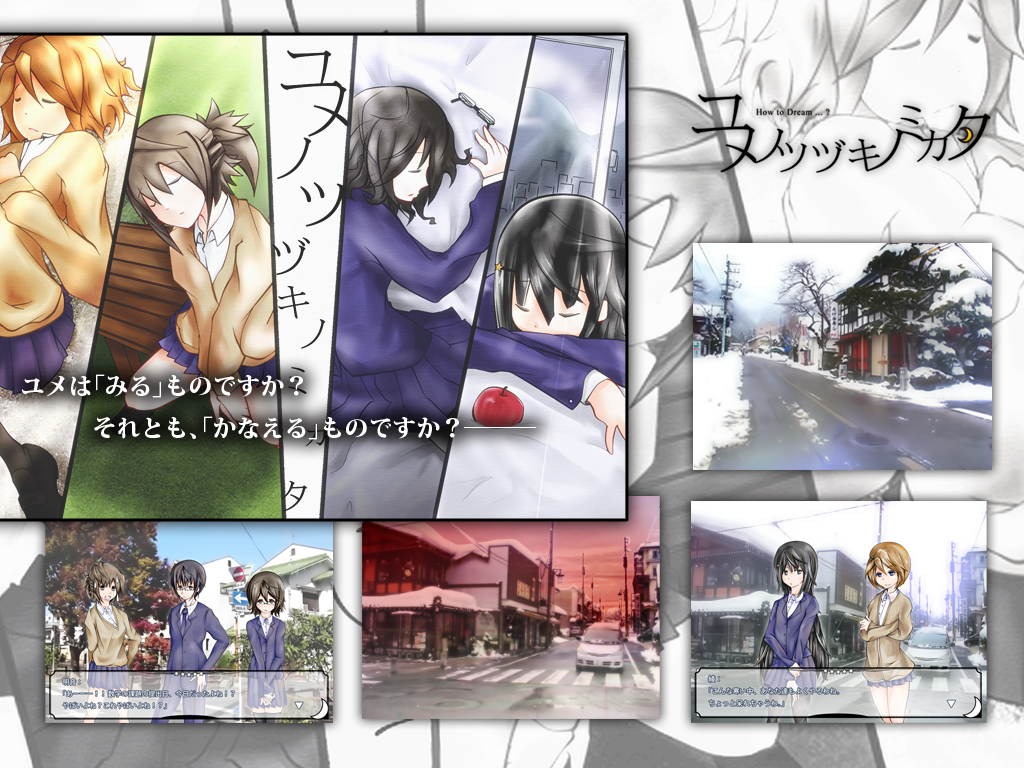 ユメノツヅキノミカタ
How to Dream ... ?
ユメノツヅキノミカタ
ユメは「みる」ものですか？
それとも、「かなえる」ものですか？――
明音：
「あーーー！！数学の課題の提出日、今日だったよね！？
やばいよね？これやばいよね！？」
「こんな寒い中、あなた達もよくやるわね。
ちょっと呆れちゃうわ。」